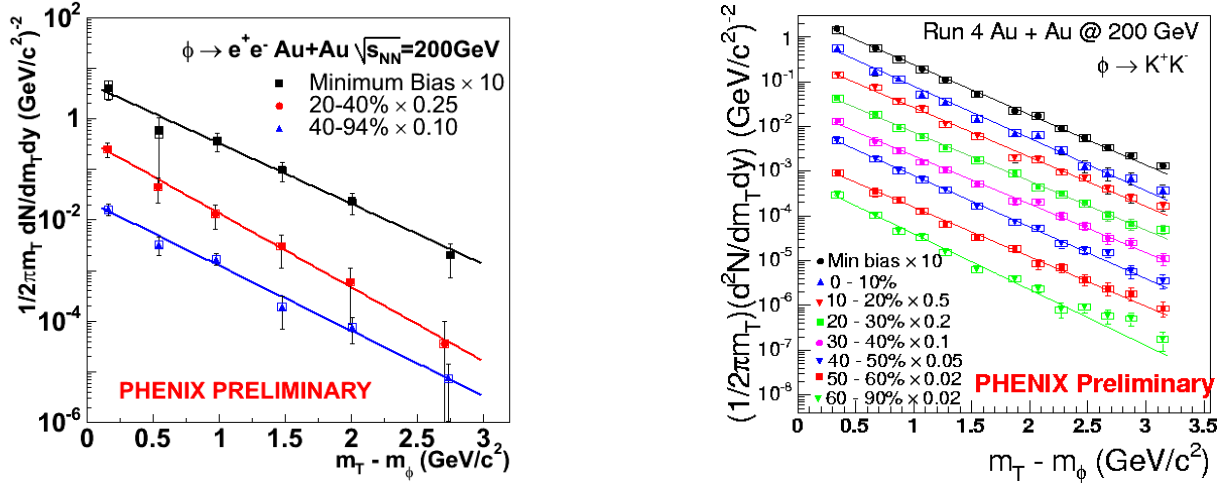 10²
φ → e⁺e⁻ Au+Au √s_NN=200GeV
Minimum Bias × 10
20-40% × 0.25
40-94% × 0.10
1
10⁻²
10⁻⁴
10⁻⁶
1/2πm_T dN/dm_Tdy (GeV/c²)⁻²
PHENIX PRELIMINARY
0 0.5 1 1.5 2 2.5 3
m_T - m_φ (GeV/c²)
Run 4 Au + Au @ 200 GeV
φ → K⁺K⁻
10
1
10⁻¹
10⁻²
10⁻³
10⁻⁴
10⁻⁵
10⁻⁶
10⁻⁷
10⁻⁸
(1/2πm_T)(d²N/dm_Tdy) (GeV/c²)⁻²
Min bias × 10
0 - 10%
10 - 20% × 0.5
20 - 30% × 0.2
30 - 40% × 0.1
40 - 50% × 0.05
50 - 60% × 0.02
60 - 90% × 0.02
PHENIX Preliminary
0 0.5 1 1.5 2 2.5 3 3.5
m_T - m_φ (GeV/c²)